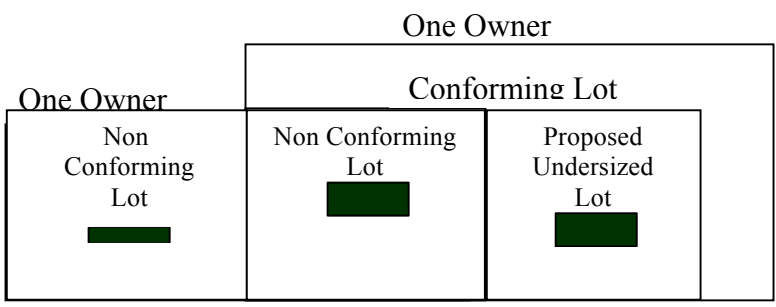 One Owner
Conforming Lot
One Owner
Non
Conforming
Lot
Non Conforming
Lot
Proposed
Undersized
Lot